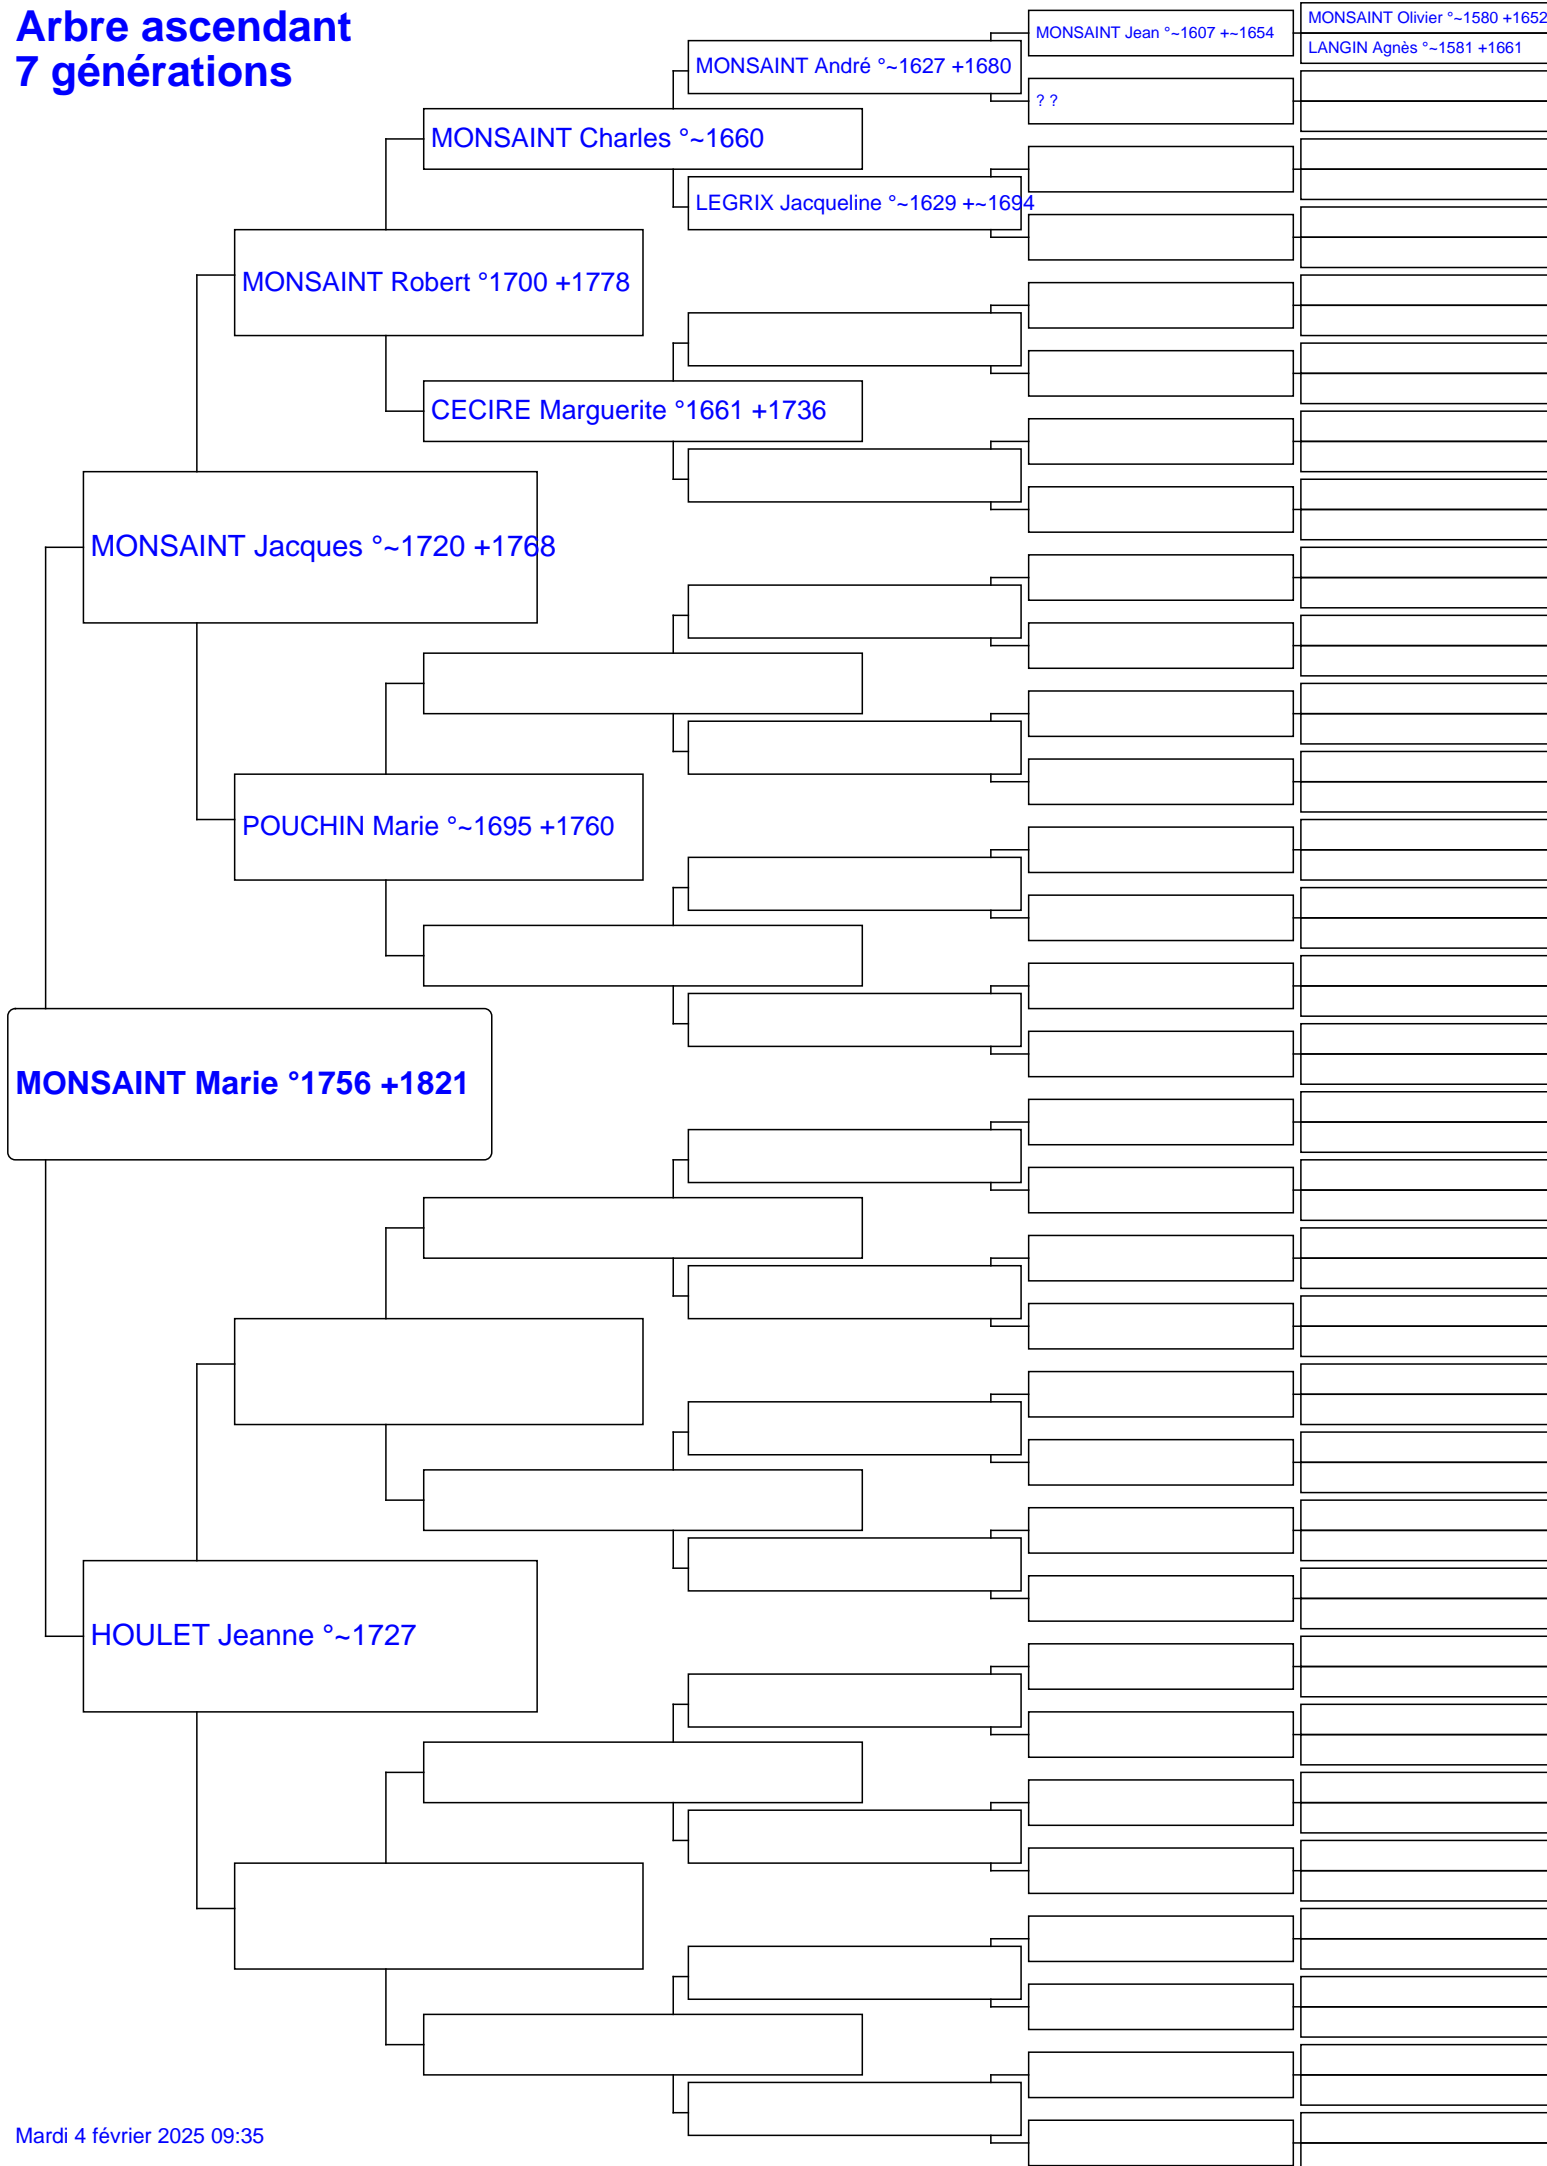 Arbre ascendant
7 générations
MONSAINT Olivier °~1580 +1652
MONSAINT Jean °~1607 +~1654
LANGIN Agnès °~1581 +1661
MONSAINT André °~1627 +1680
? ?
MONSAINT Charles °~1660
LEGRIX Jacqueline °~1629 +~1694
MONSAINT Robert °1700 +1778
CECIRE Marguerite °1661 +1736
MONSAINT Jacques °~1720 +1768
POUCHIN Marie °~1695 +1760
MONSAINT Marie °1756 +1821
HOULET Jeanne °~1727
Mardi 4 février 2025 09:35